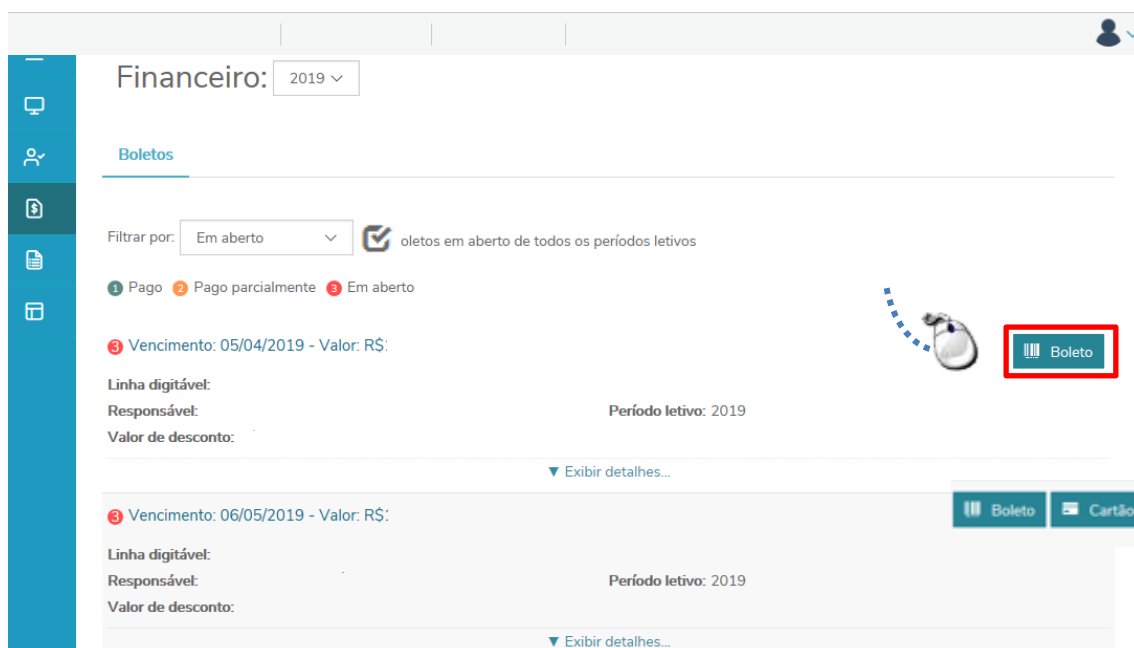 Financeiro: 2019
Boletos
Filtrar por: Em aberto oletos em aberto de todos os períodos letivos
1 Pago 2 Pago parcialmente 3 Em aberto
3 Vencimento: 05/04/2019 - Valor: R$: Boleto
Linha digitável:
Responsável: Período letivo: 2019
Valor de desconto:
▼ Exibir detalhes...
3 Vencimento: 06/05/2019 - Valor: R$: Boleto Cartão
Linha digitável:
Responsável: Período letivo: 2019
Valor de desconto:
▼ Exibir detalhes...